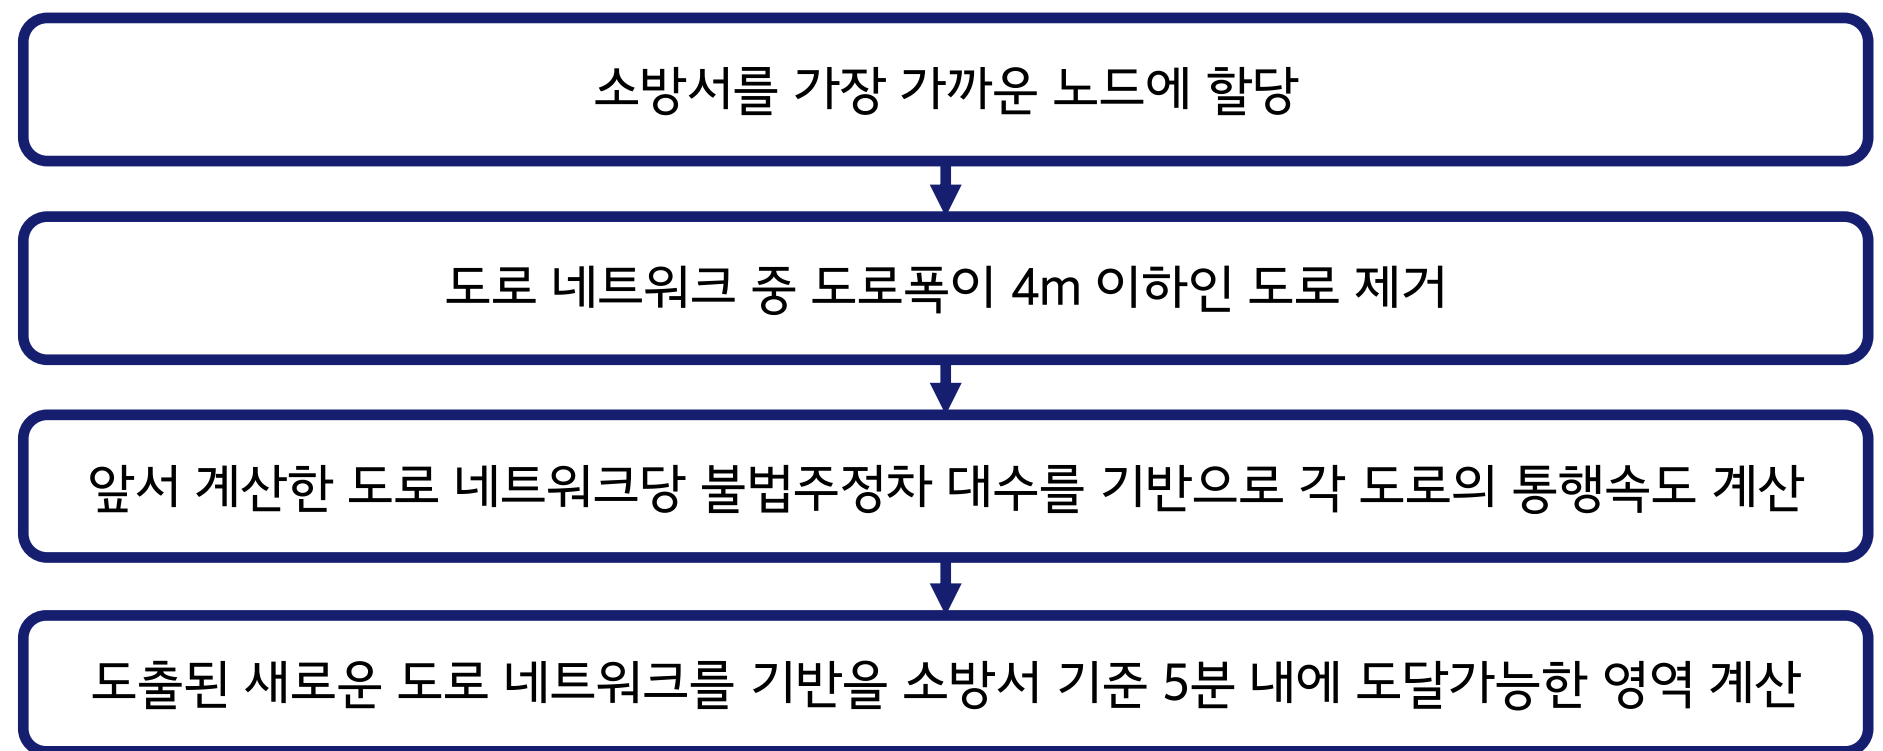 소방서를 가장 가까운 노드에 할당
도로 네트워크 중 도로폭이 4m 이하인 도로 제거
앞서 계산한 도로 네트워크당 불법주정차 대수를 기반으로 각 도로의 통행속도 계산
도출된 새로운 도로 네트워크를 기반을 소방서 기준 5분 내에 도달가능한 영역 계산